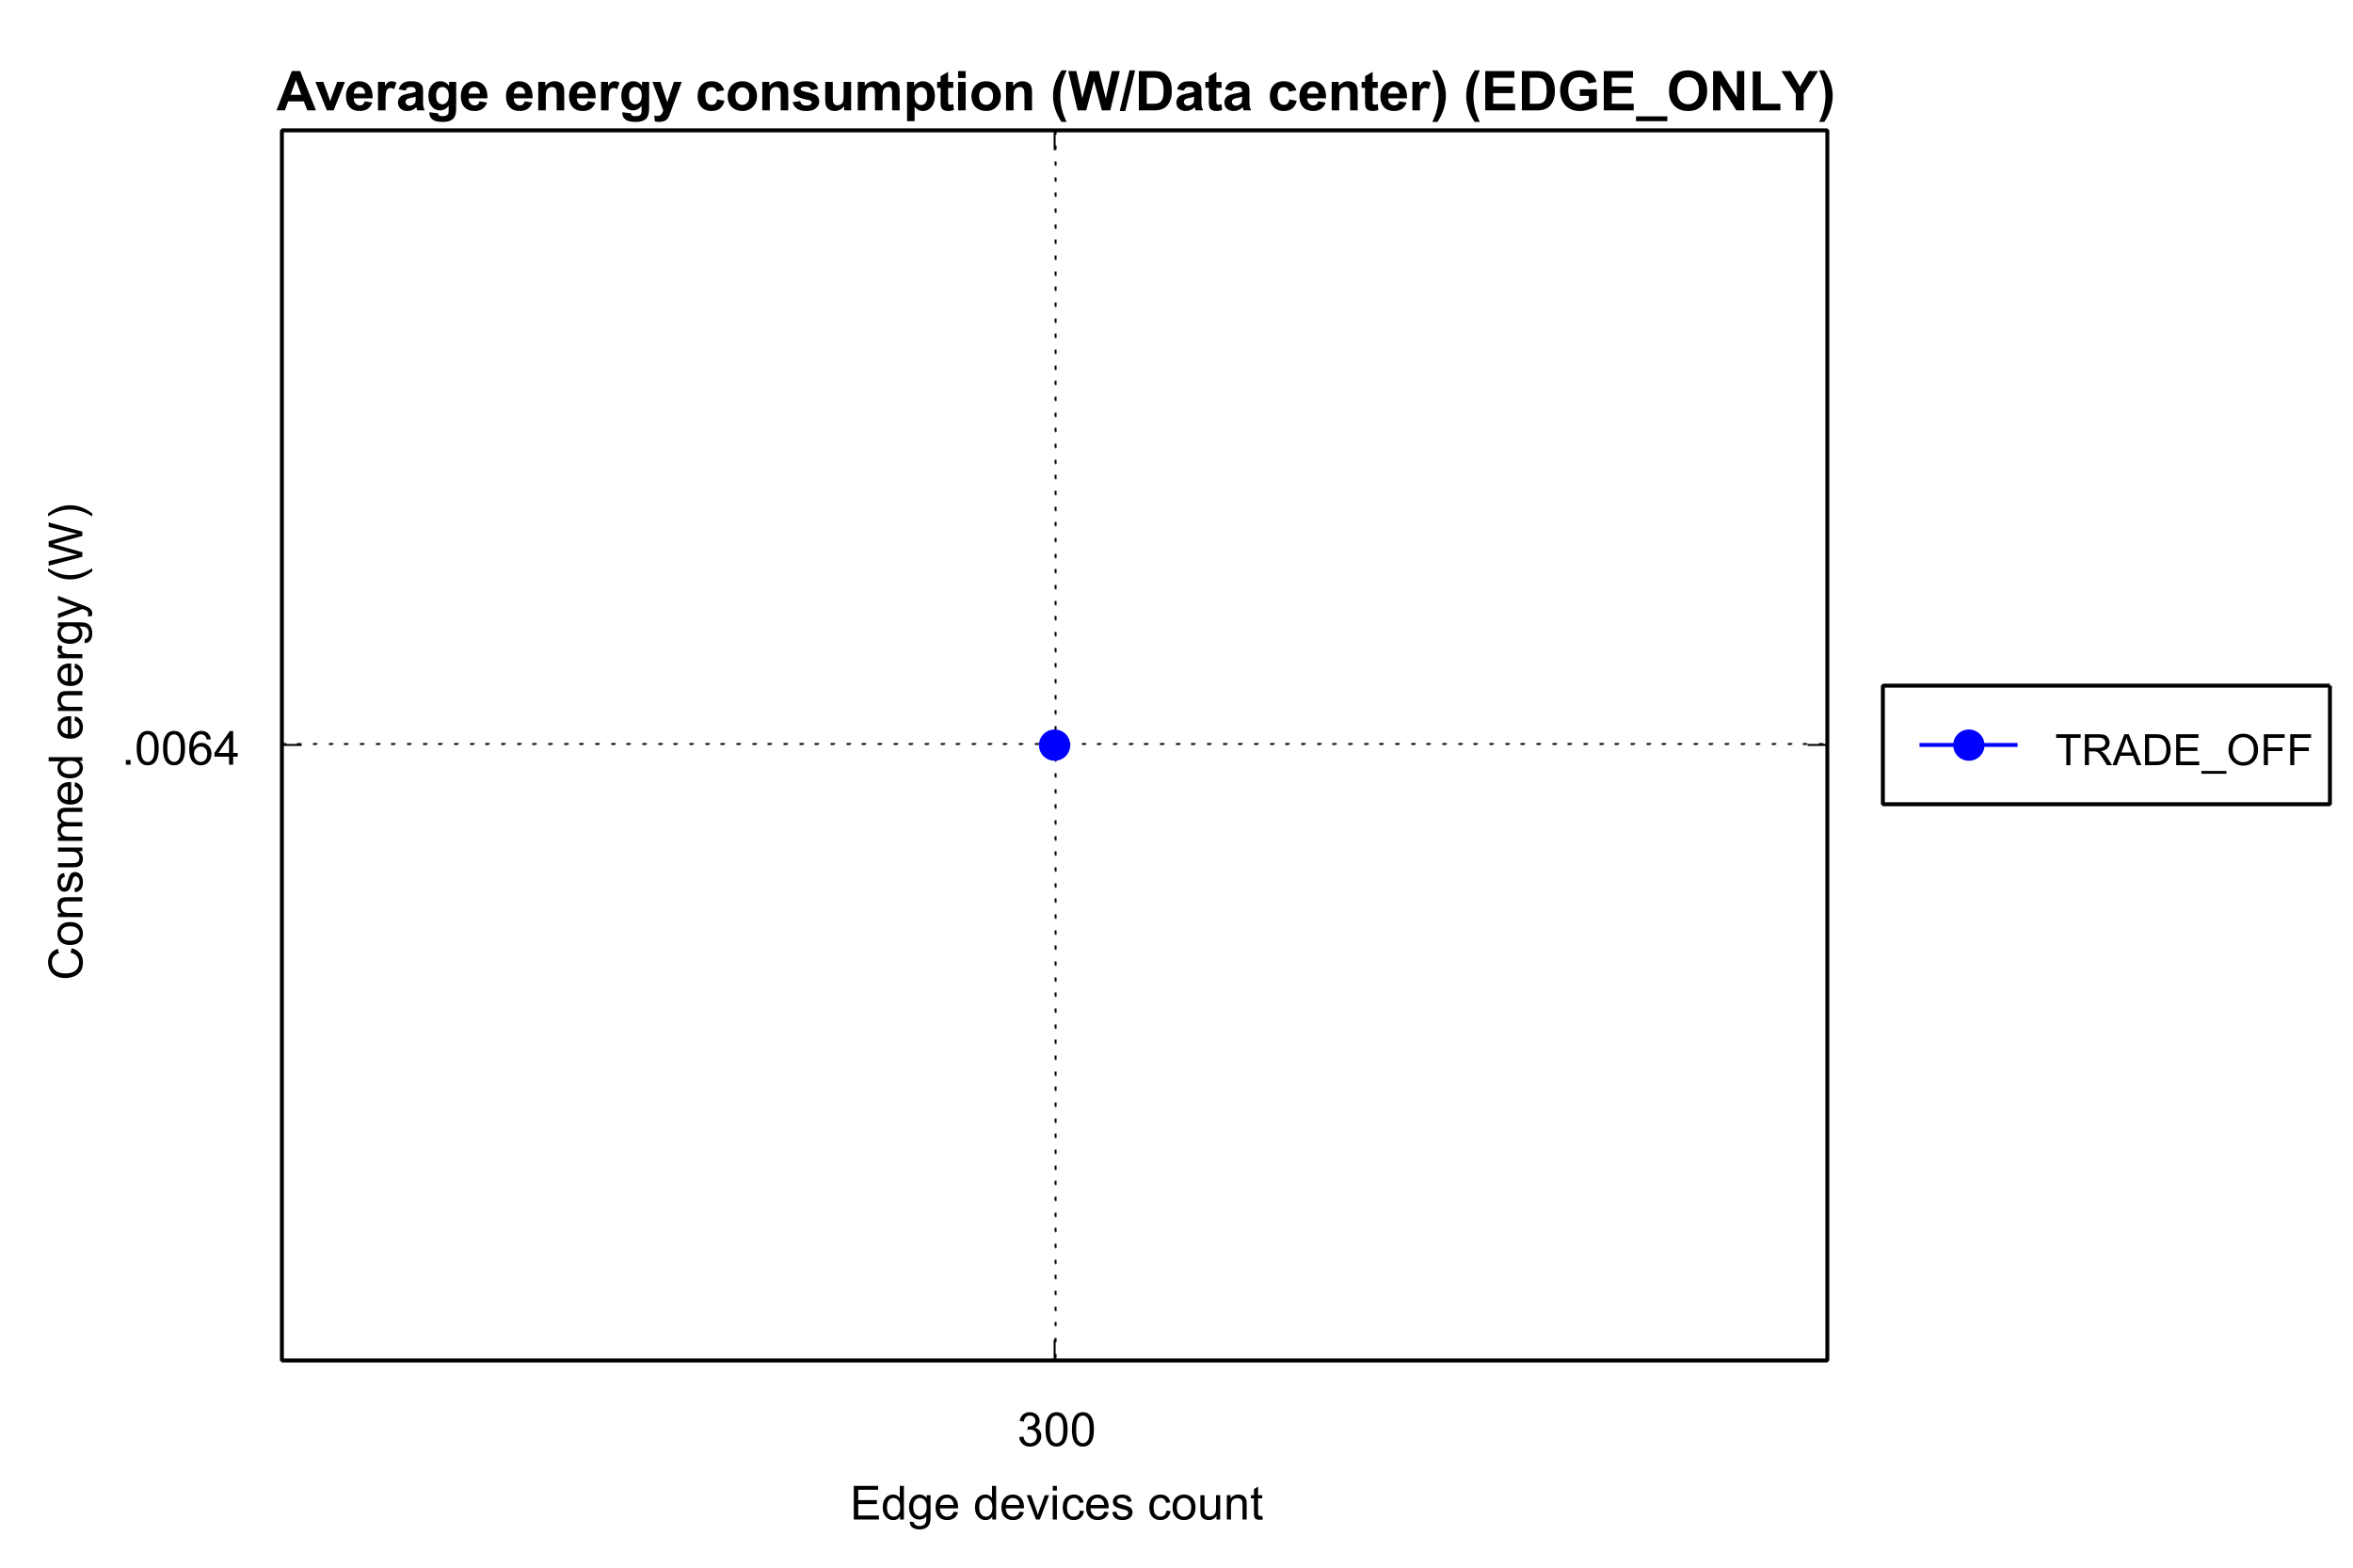 Average energy consumption (W/Data center) (EDGE_ONLY)
Consumed energy (W)
.0064
TRADE_OFF
300
Edge devices count